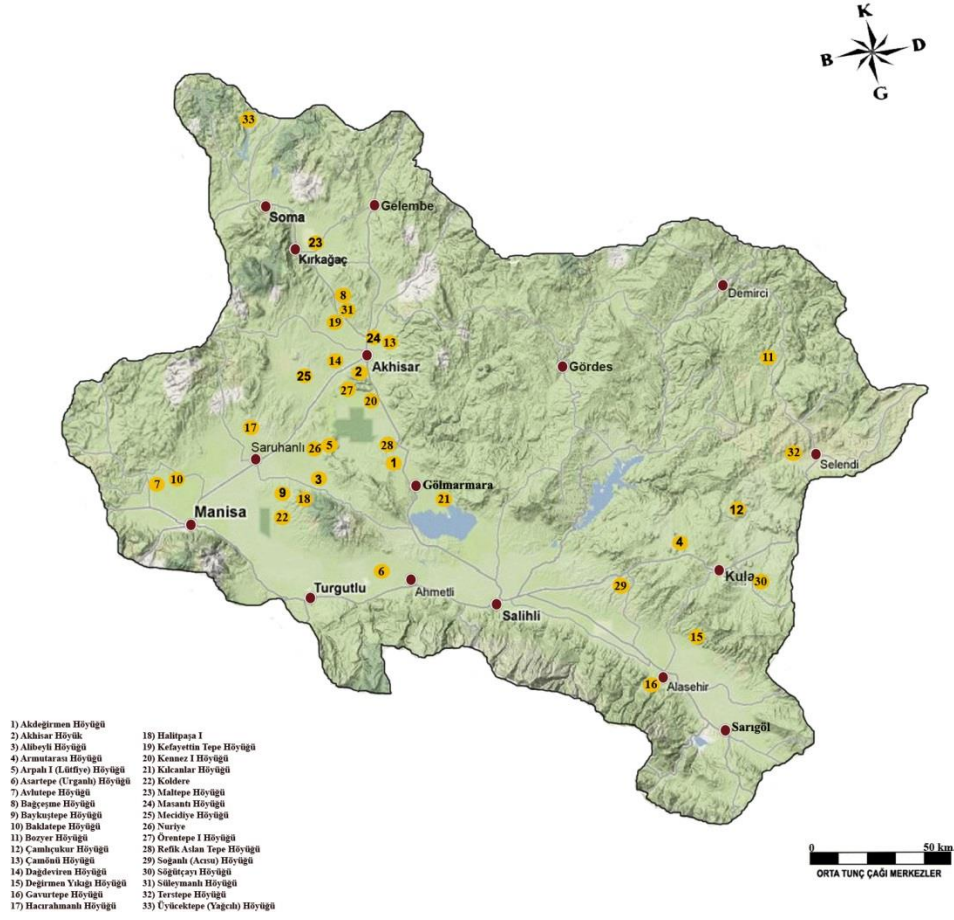 K
B D
G
33
Soma
Gelembe
23
Kırkağaç
Demirci
8
31
19
24
13
11
14
Akhisar
Gördes
25
2
27
20
17
5
28
Saruhanlı
26
32
1
Selendi
3
7
10
Gölmarmara
9
18
21
12
22
Manisa
4
6
Kula
30
Ahmetli
29
Turgutlu
Salihli
15
16
Alaşehir
Sarıgöl
1) Akdeğirmen Höyüğü
2) Akhisar Höyük
3) Alibeyli Höyüğü
4) Armutarası Höyüğü
5) Arpalı I (Lütfiye) Höyüğü
6) Asartepe (Urganlı) Höyüğü
7) Avlutepe Höyüğü
8) Bağçeşme Höyüğü
9) Baykuştepe Höyüğü
10) Baklatepe Höyüğü
11) Bozyer Höyüğü
12) Çamlıçukur Höyüğü
13) Çamönü Höyüğü
14) Dağdeviren Höyüğü
15) Değirmen Yıkığı Höyüğü
16) Gavurtepe Höyüğü
17) Hacırahmanlı Höyüğü
18) Halitpaşa I
19) Kefayettin Tepe Höyüğü
20) Kennez I Höyüğü
21) Kılcanlar Höyüğü
22) Koldere
23) Maltepe Höyüğü
24) Masantı Höyüğü
25) Mecidiye Höyüğü
26) Nuriye
27) Örentepe I Höyüğü
28) Refik Aslan Tepe Höyüğü
29) Soğanlı (Acısu) Höyüğü
30) Söğütçayı Höyüğü
31) Süleymanlı Höyüğü
32) Terstepe Höyüğü
33) Üyücektepe (Yağcılı) Höyüğü
0 50 km
ORTA TUNÇ ÇAĞI MERKEZLER